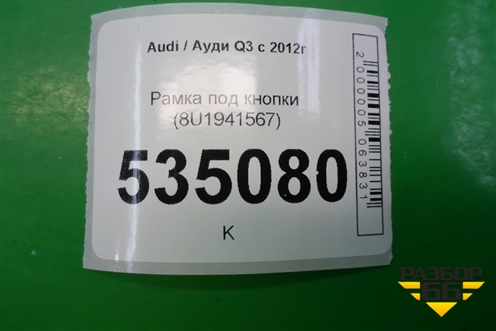 Audi / Ауди Q3 с 2012г
Рамка под кнопки
(8U1941567)
535080
K
2000005063831
РАЗБОР
66